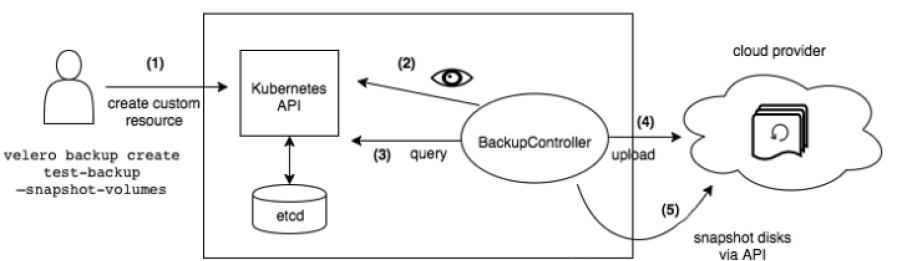 (1)
create custom
resource
velero backup create
test-backup
—snapshot-volumes
Kubernetes
API
etcd
(2)
(3) query
BackupController
(4)
upload
(5)
cloud provider
snapshot disks
via API